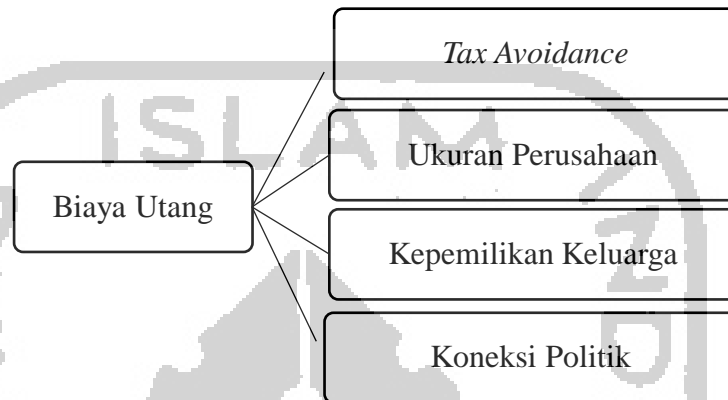 Tax Avoidance
ISLAM
Ukuran Perusahaan
Biaya Utang
Kepemilikan Keluarga
Koneksi Politik